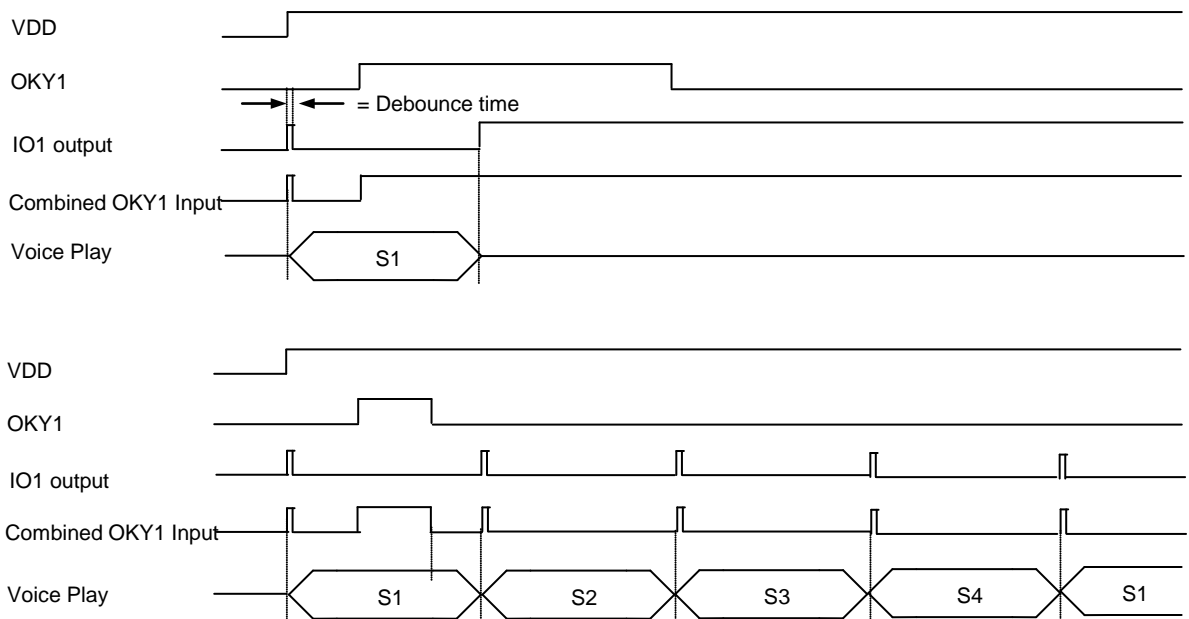 VDD
OKY1
= Debounce time
IO1 output
Combined OKY1 Input
Voice Play
S1
VDD
OKY1
IO1 output
Combined OKY1 Input
Voice Play
S1
S2
S3
S4
S1